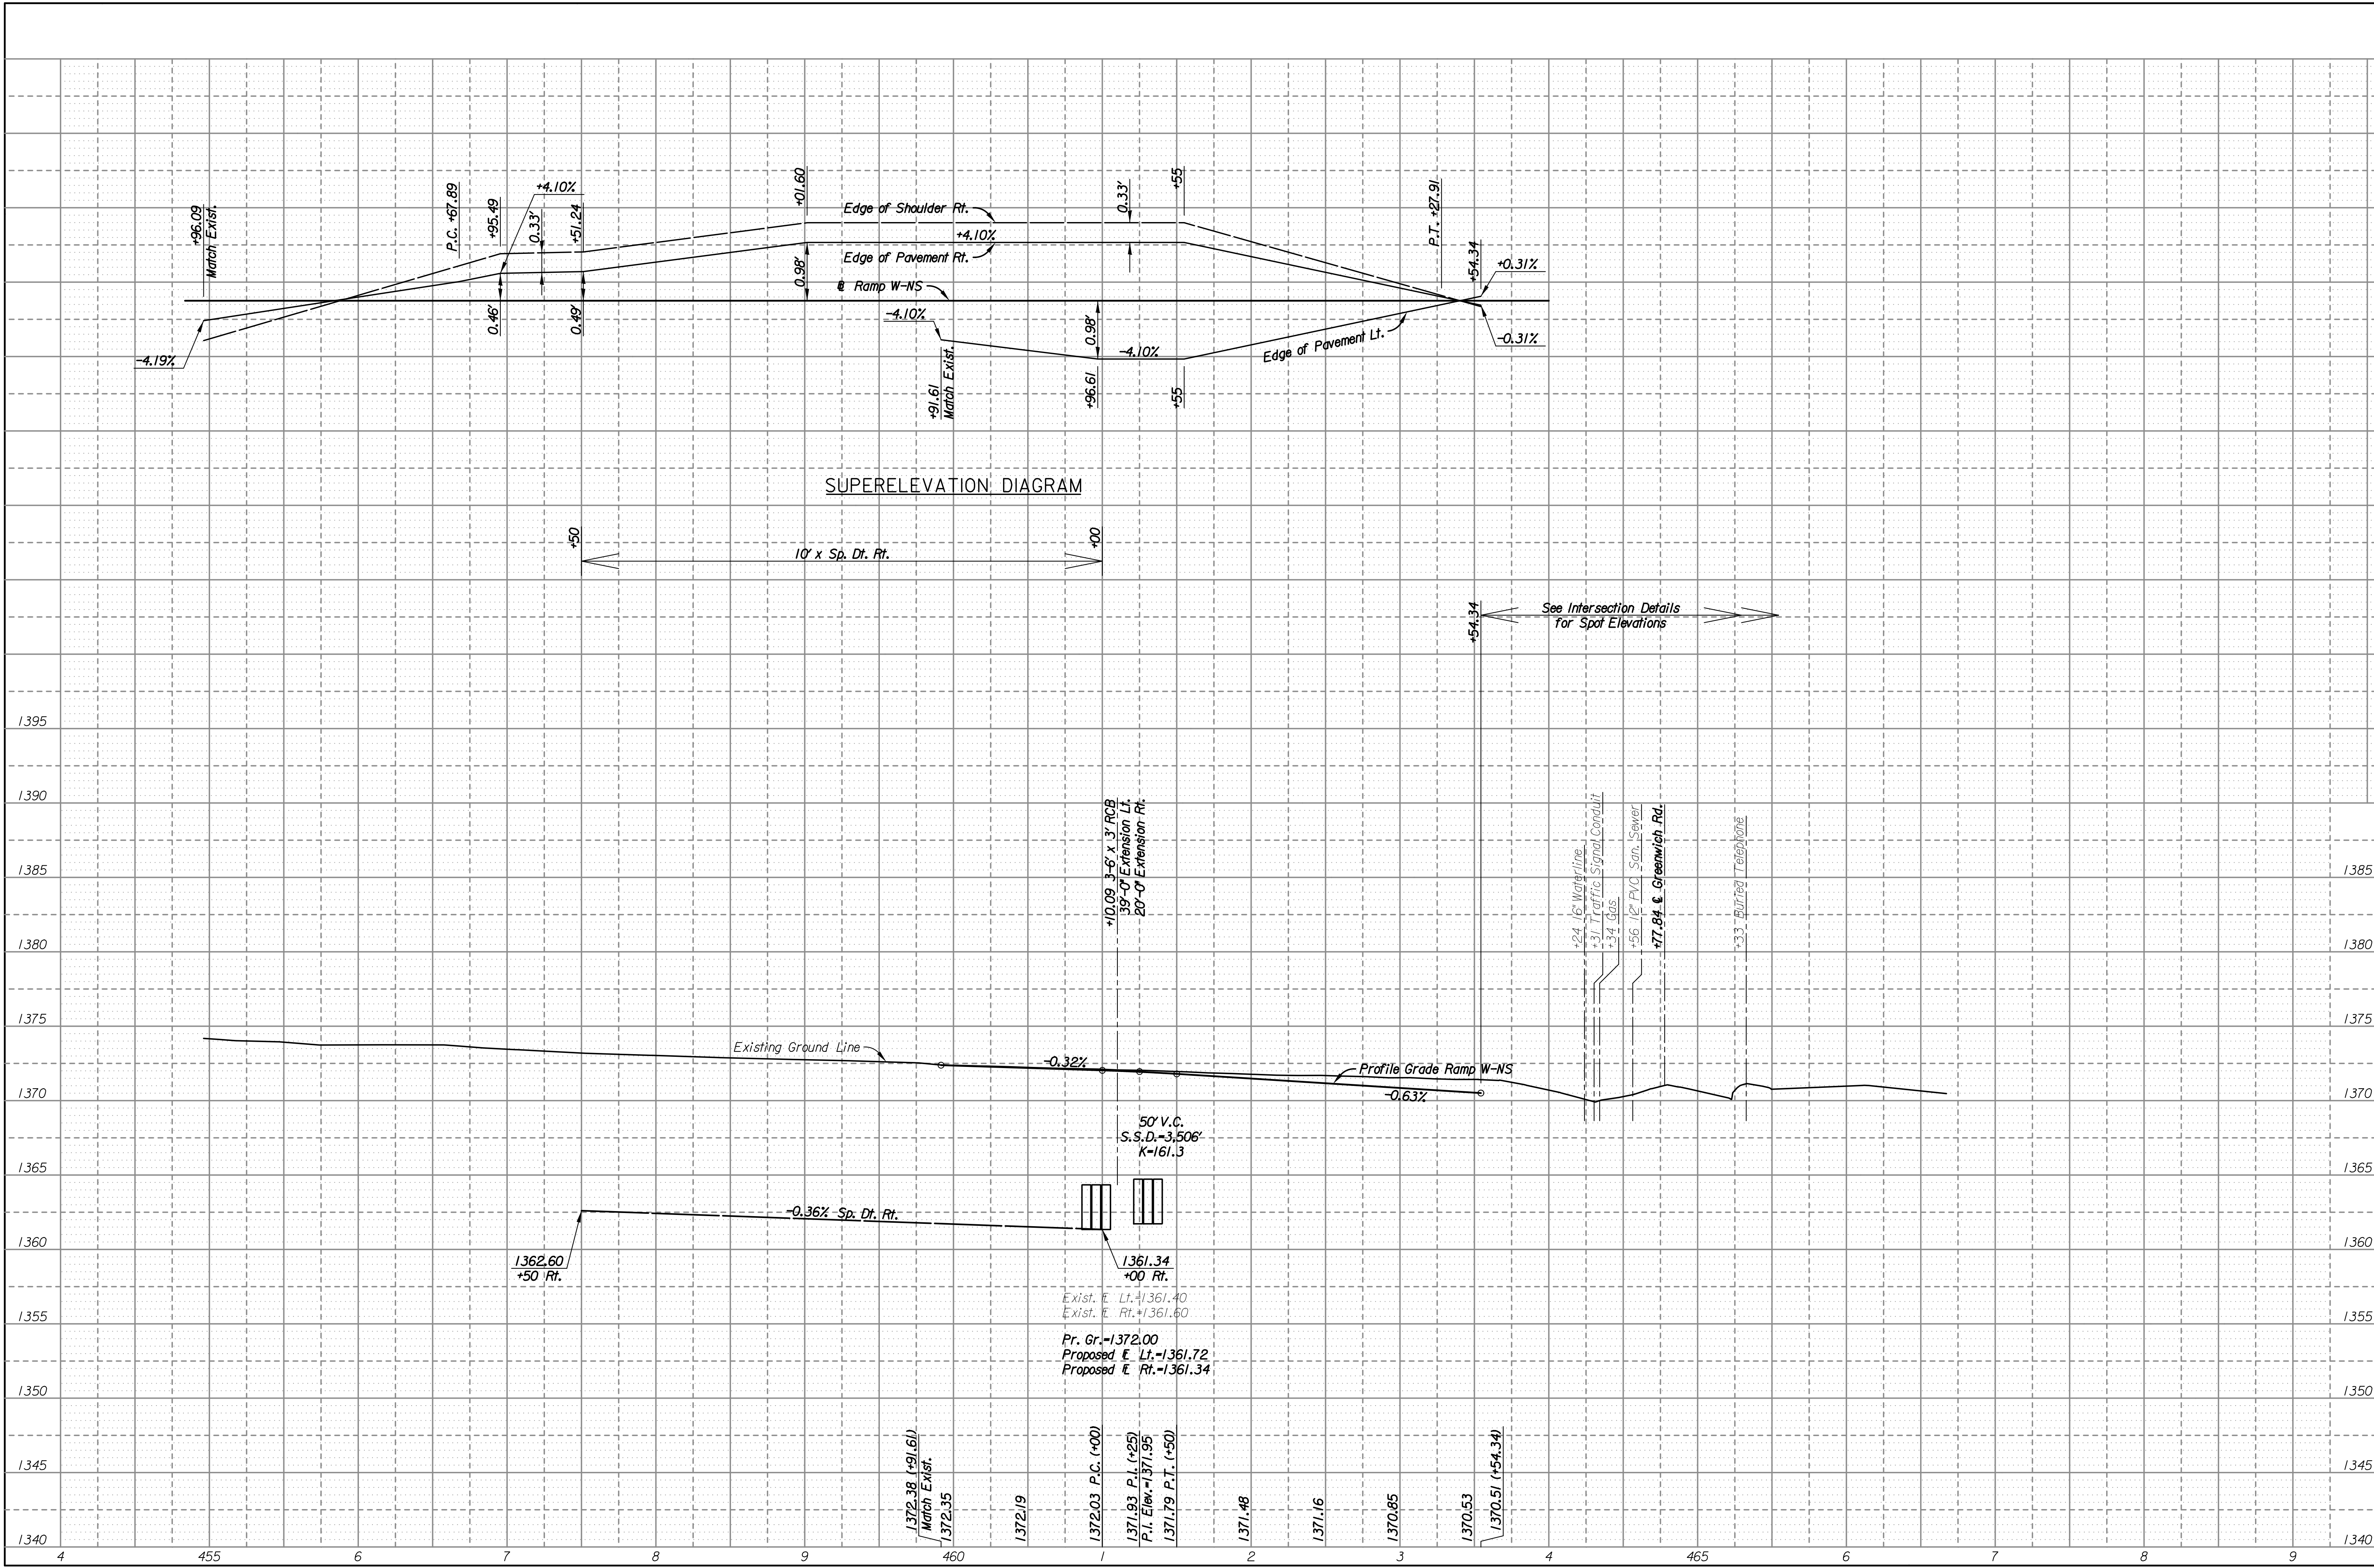 +96.09
Match Exist.
P.C. +67.89
+95.49
+4.10%
0.33'
+51.24
+01.60
Edge of Shoulder Rt.
+4.10%
Edge of Pavement Rt.
0.33'
+55
P.T. +27.91
+54.34
+0.31%
0.98'
℄ Ramp W-NS
-4.19%
0.46'
0.49'
-4.10%
0.98'
-4.10%
Edge of Pavement Lt.
-0.31%
+91.61
Match Exist.
+96.61
+55
SUPERELEVATION DIAGRAM
+50
10' x Sp. Dt. Rt.
+00
+54.34
See Intersection Details
for Spot Elevations
1395
1390
1385
1380
1375
1370
1365
1360
1355
1350
1345
1340
+10.09 3-6' x 3' RCB
39'-0" Extension Lt.
20'-0" Extension Rt.
+24 16" Waterline
+31 Traffic Signal Conduit
+34 Gas
+56 12" PVC San. Sewer
+77.84 ℄ Greenwich Rd.
+33 Buried Telephone
1385
1380
1375
1370
1365
1360
1355
1350
1345
1340
Existing Ground Line
-0.32%
Profile Grade Ramp W-NS
-0.63%
50' V.C.
S.S.D.=3,506'
K=161.3
-0.36% Sp. Dt. Rt.
1362.60
+50 Rt.
1361.34
+00 Rt.
Exist. Lt.=1361.40
Exist. Rt.=1361.60
Pr. Gr.=1372.00
Proposed Lt.=1361.72
Proposed Rt.=1361.34
1372.38 (+91.61)
Match Exist.
1372.35
1372.19
1372.03 P.C. (+00)
1371.93 P.I. (+25)
P.I. Elev.=1371.95
1371.79 P.T. (+50)
1371.48
1371.16
1370.85
1370.53
1370.51 (+54.34)
4 455 6 7 8 9 460 1 2 3 4 465 6 7 8 9